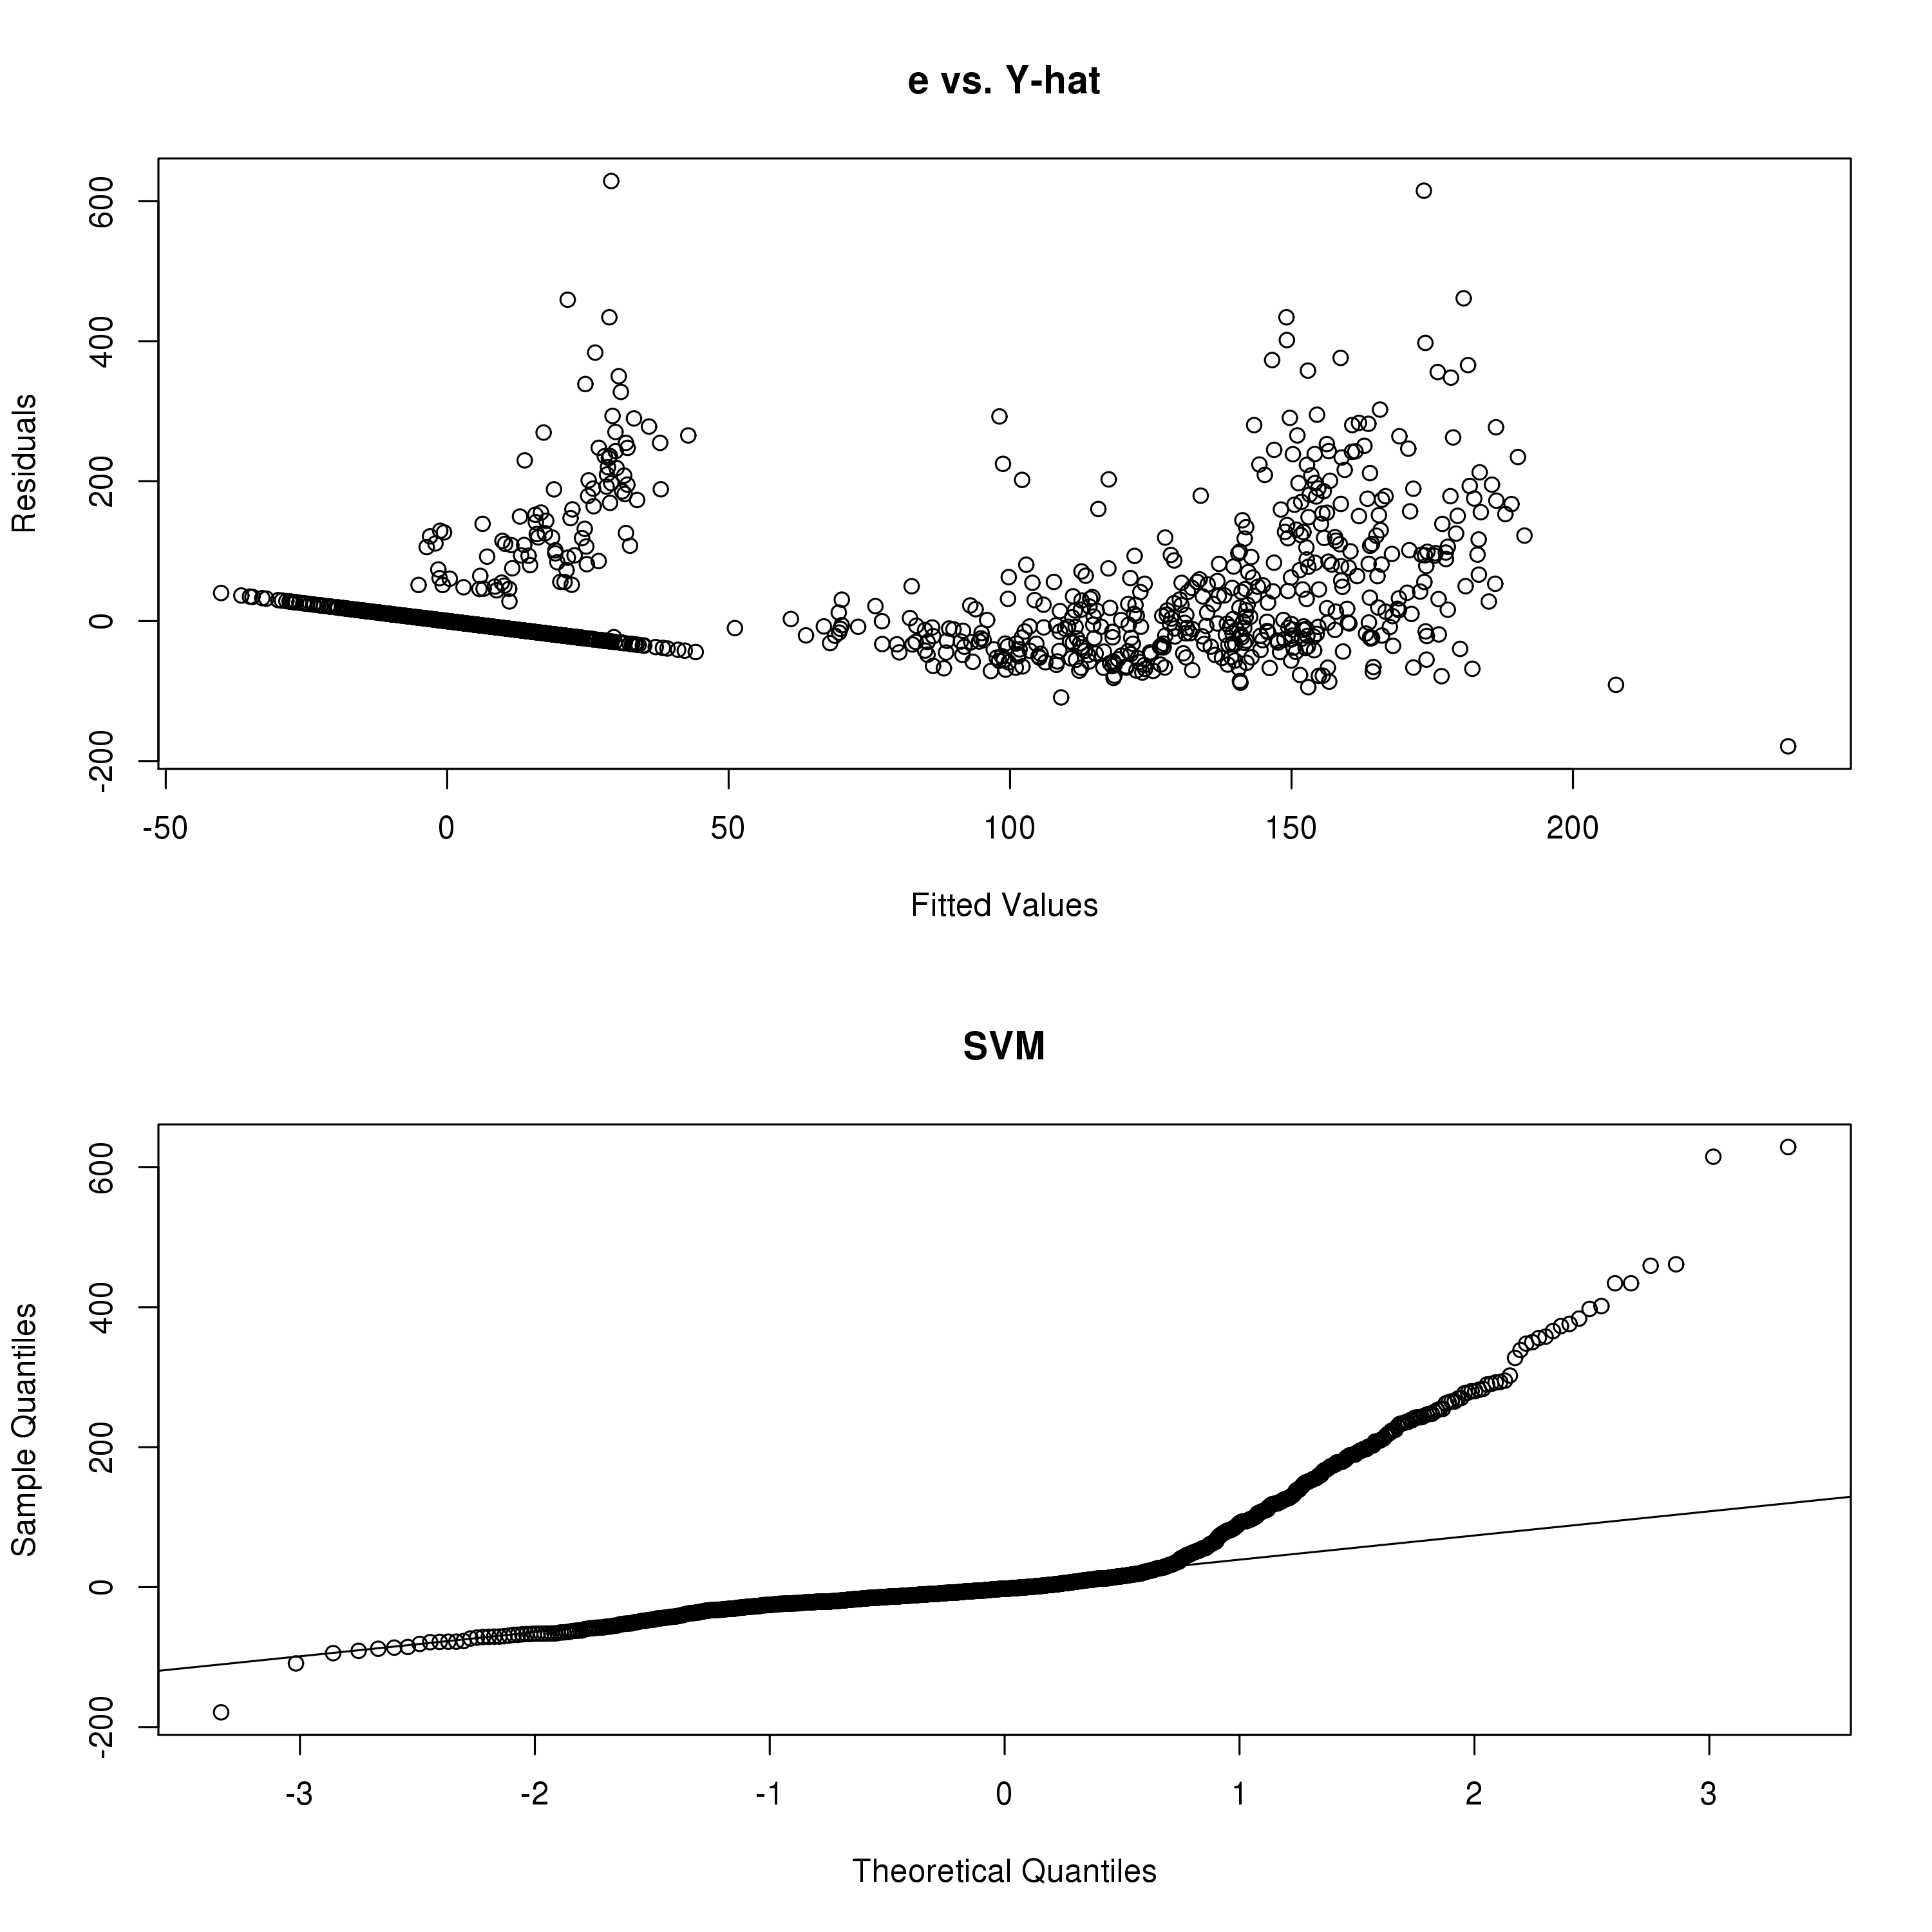 e vs. Y-hat
Residuals
600
400
200
0
-200
-50 0 50 100 150 200
Fitted Values
SVM
Sample Quantiles
600
400
200
0
-200
-3 -2 -1 0 1 2 3
Theoretical Quantiles